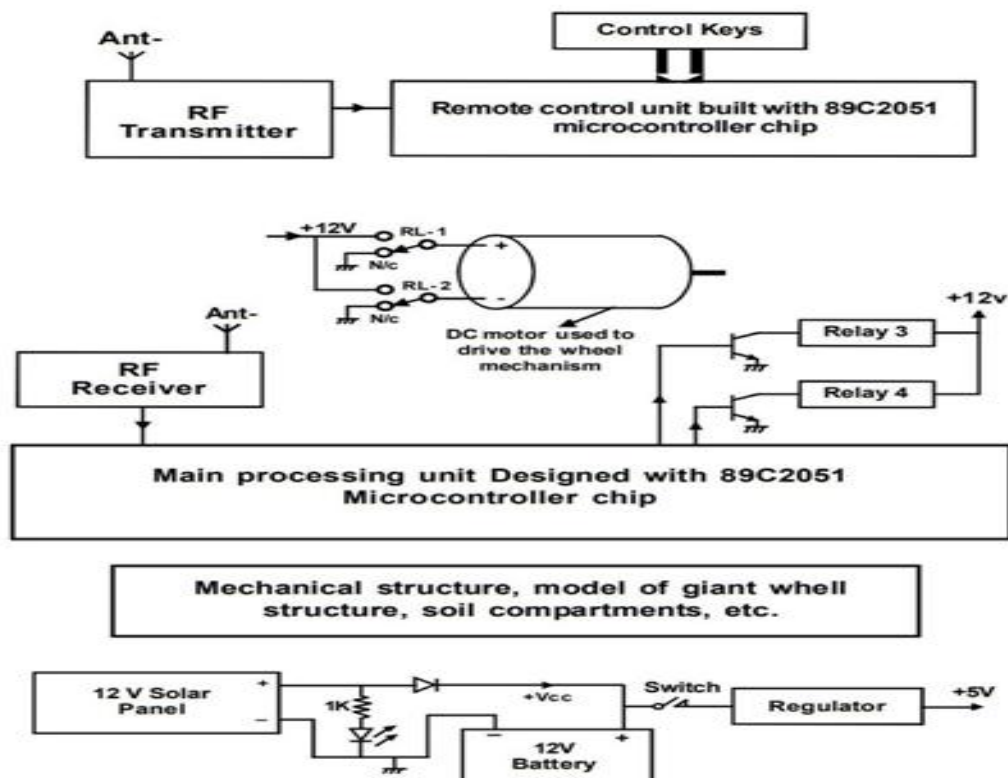 Control Keys
Ant-
RF
Transmitter
Remote control unit built with 89C2051
microcontroller chip
+12V
RL-1
N/c
+
RL-2
N/c
-
DC motor used to
drive the wheel
mechanism
+12v
Relay 3
Relay 4
Ant-
RF
Receiver
Main processing unit Designed with 89C2051
Microcontroller chip
Mechanical structure, model of giant whell
structure, soil compartments, etc.
12 V Solar
Panel
+
−
1K
+Vcc
Switch
Regulator
+5V
− +
12V
Battery